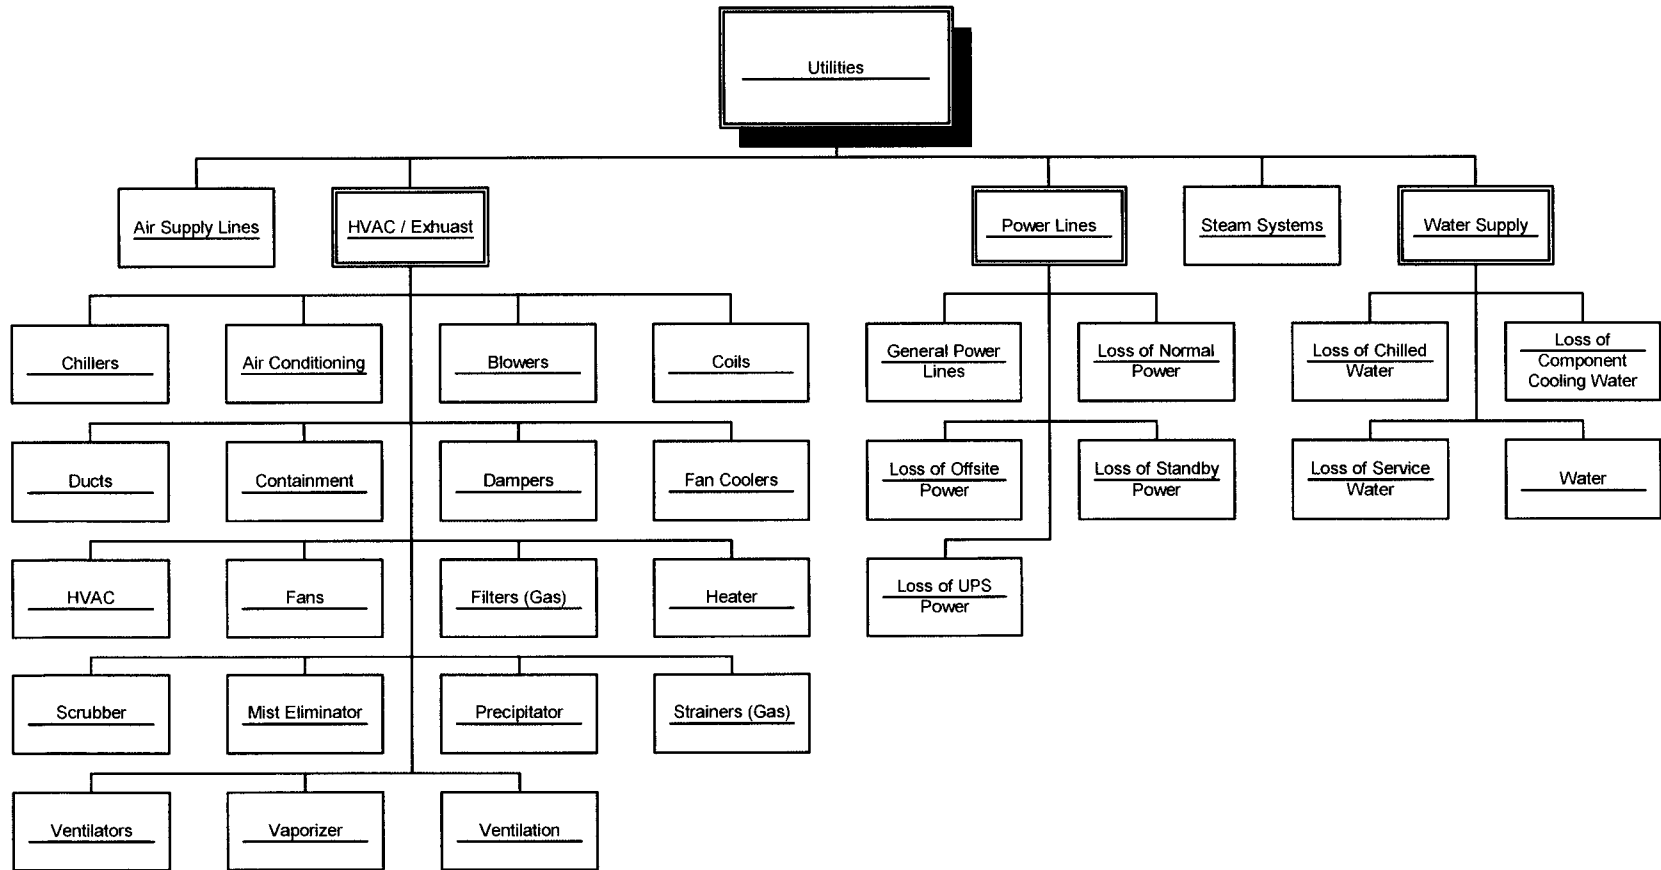 Utilities
Air Supply Lines
HVAC / Exhuast
Power Lines
Steam Systems
Water Supply
Chillers
Air Conditioning
Blowers
Coils
General Power
Lines
Loss of Normal
Power
Loss of Chilled
Water
Loss of
Component
Cooling Water
Ducts
Containment
Dampers
Fan Coolers
Loss of Offsite
Power
Loss of Standby
Power
Loss of Service
Water
Water
HVAC
Fans
Filters (Gas)
Heater
Loss of UPS
Power
Scrubber
Mist Eliminator
Precipitator
Strainers (Gas)
Ventilators
Vaporizer
Ventilation